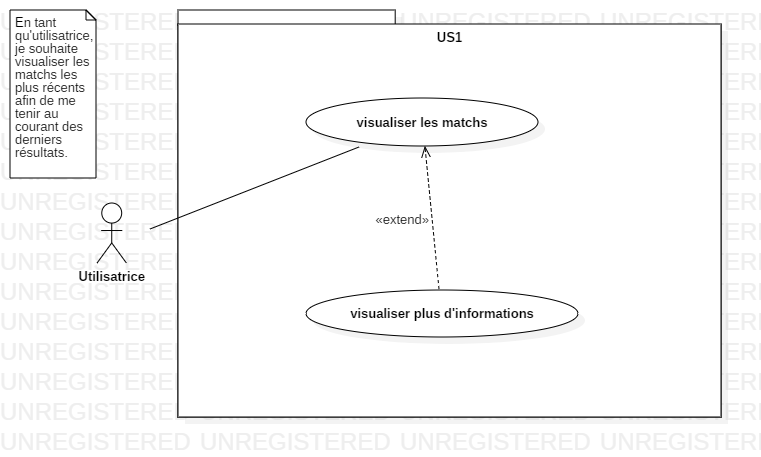 En tant
qu'utilisatrice,
je souhaite
visualiser les
matchs les
plus récents
afin de me
tenir au
courant des
derniers
résultats.
US1
visualiser les matchs
«extend»
Utilisatrice
visualiser plus d'informations
UNREGISTERED UNREGISTERED UNREGISTERED UNREGISTERED